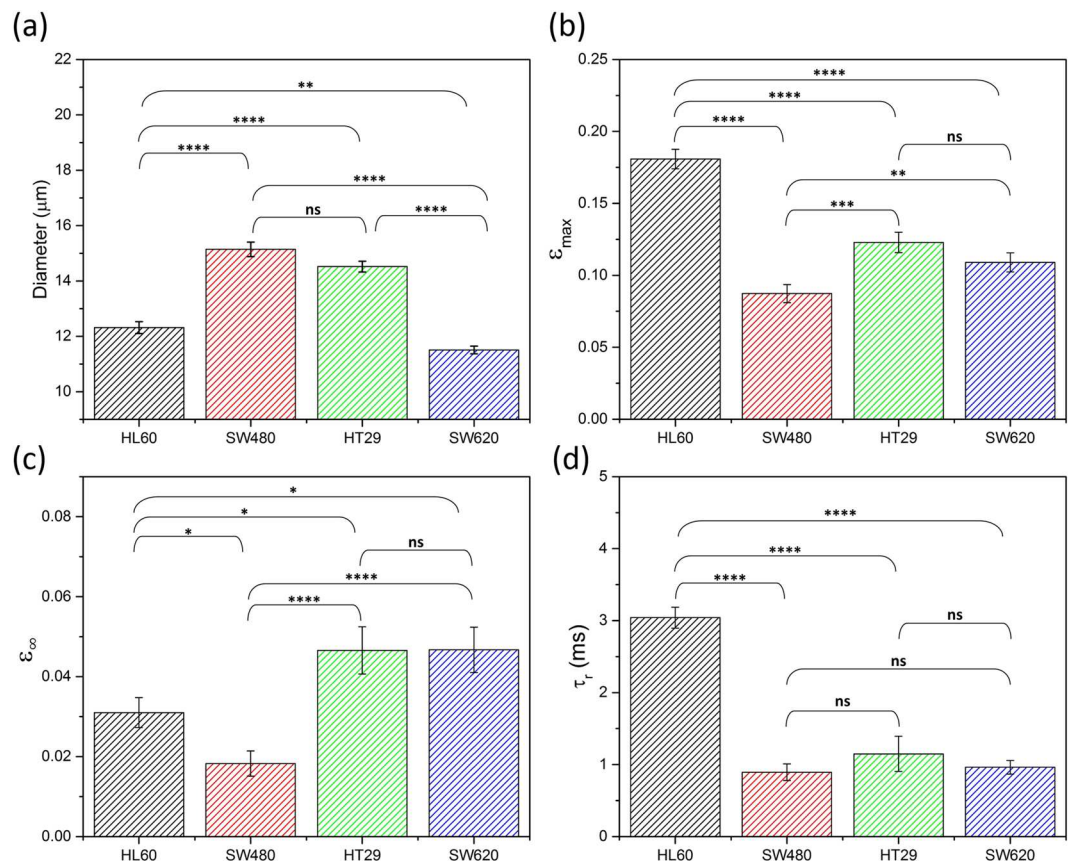 (a)
22
20
18
16
14
12
10
Diameter (μm)
**
****
****
****
ns
****
HL60 SW480 HT29 SW620
(b)
0.25
0.20
0.15
0.10
0.05
0.00
εmax
****
****
****
ns
**
***
HL60 SW480 HT29 SW620
(c)
0.08
0.06
0.04
0.02
0.00
ε∞
*
*
*
ns
****
****
HL60 SW480 HT29 SW620
(d)
5
4
3
2
1
0
τr (ms)
****
****
****
ns
ns
ns
HL60 SW480 HT29 SW620